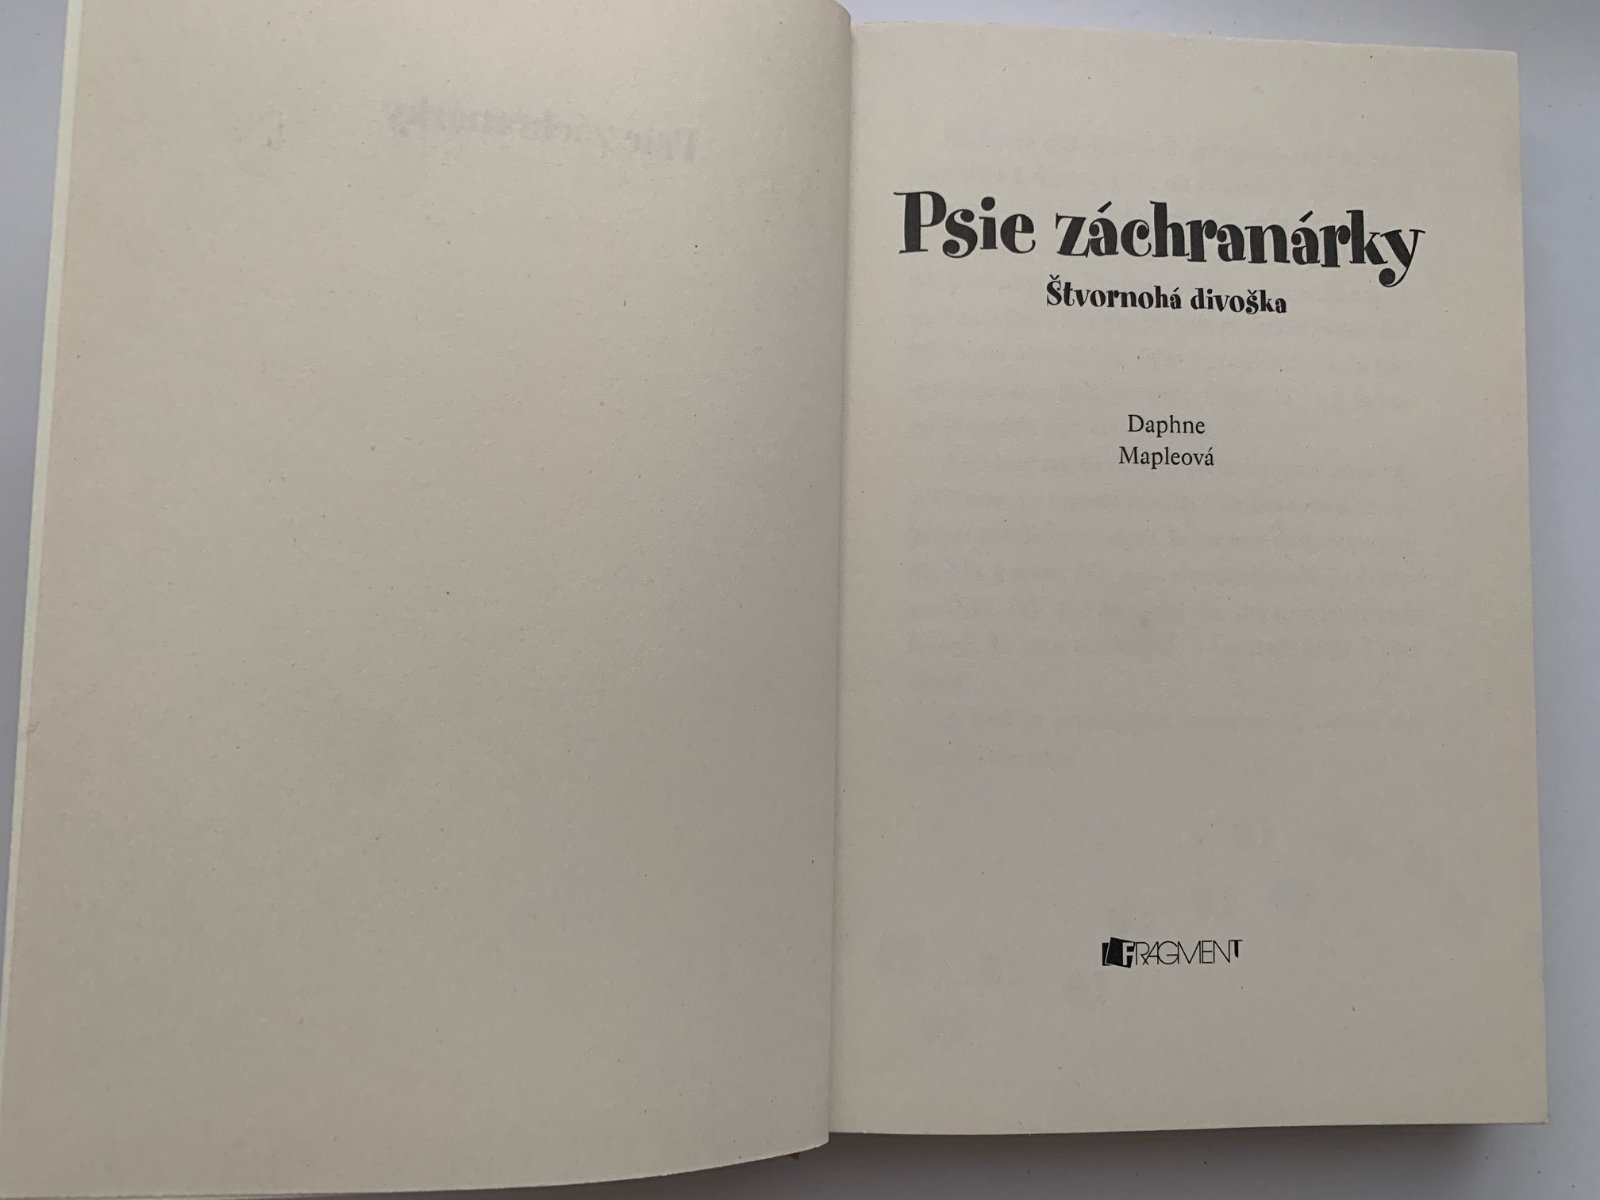 Psie záchranárky
Štvornohá divoška
Daphne
Mapleová
FRAGMENT